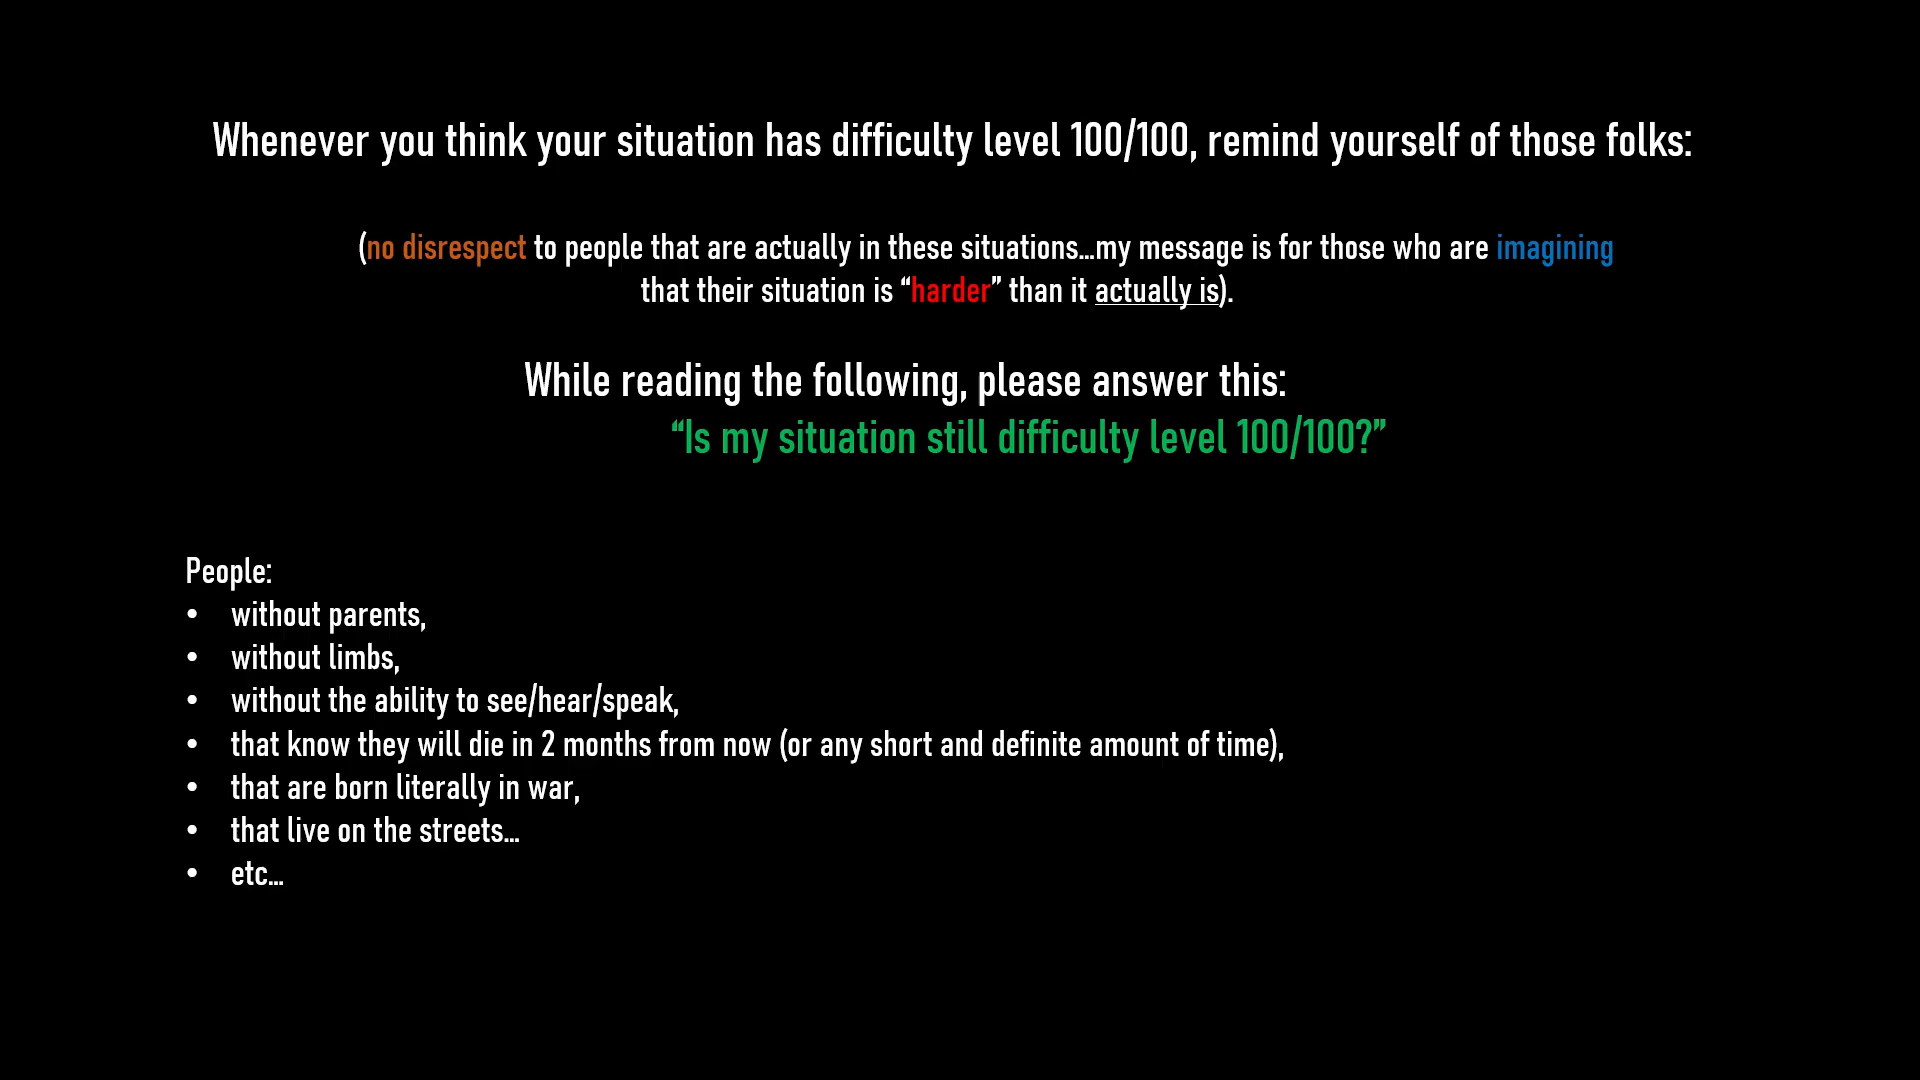 Whenever you think your situation has difficulty level 100/100, remind yourself of those folks:
(no disrespect to people that are actually in these situations...my message is for those who are imagining
that their situation is “harder” than it actually is).
While reading the following, please answer this:
“Is my situation still difficulty level 100/100?”
People:
• without parents,
• without limbs,
• without the ability to see/hear/speak,
• that know they will die in 2 months from now (or any short and definite amount of time),
• that are born literally in war,
• that live on the streets...
• etc...